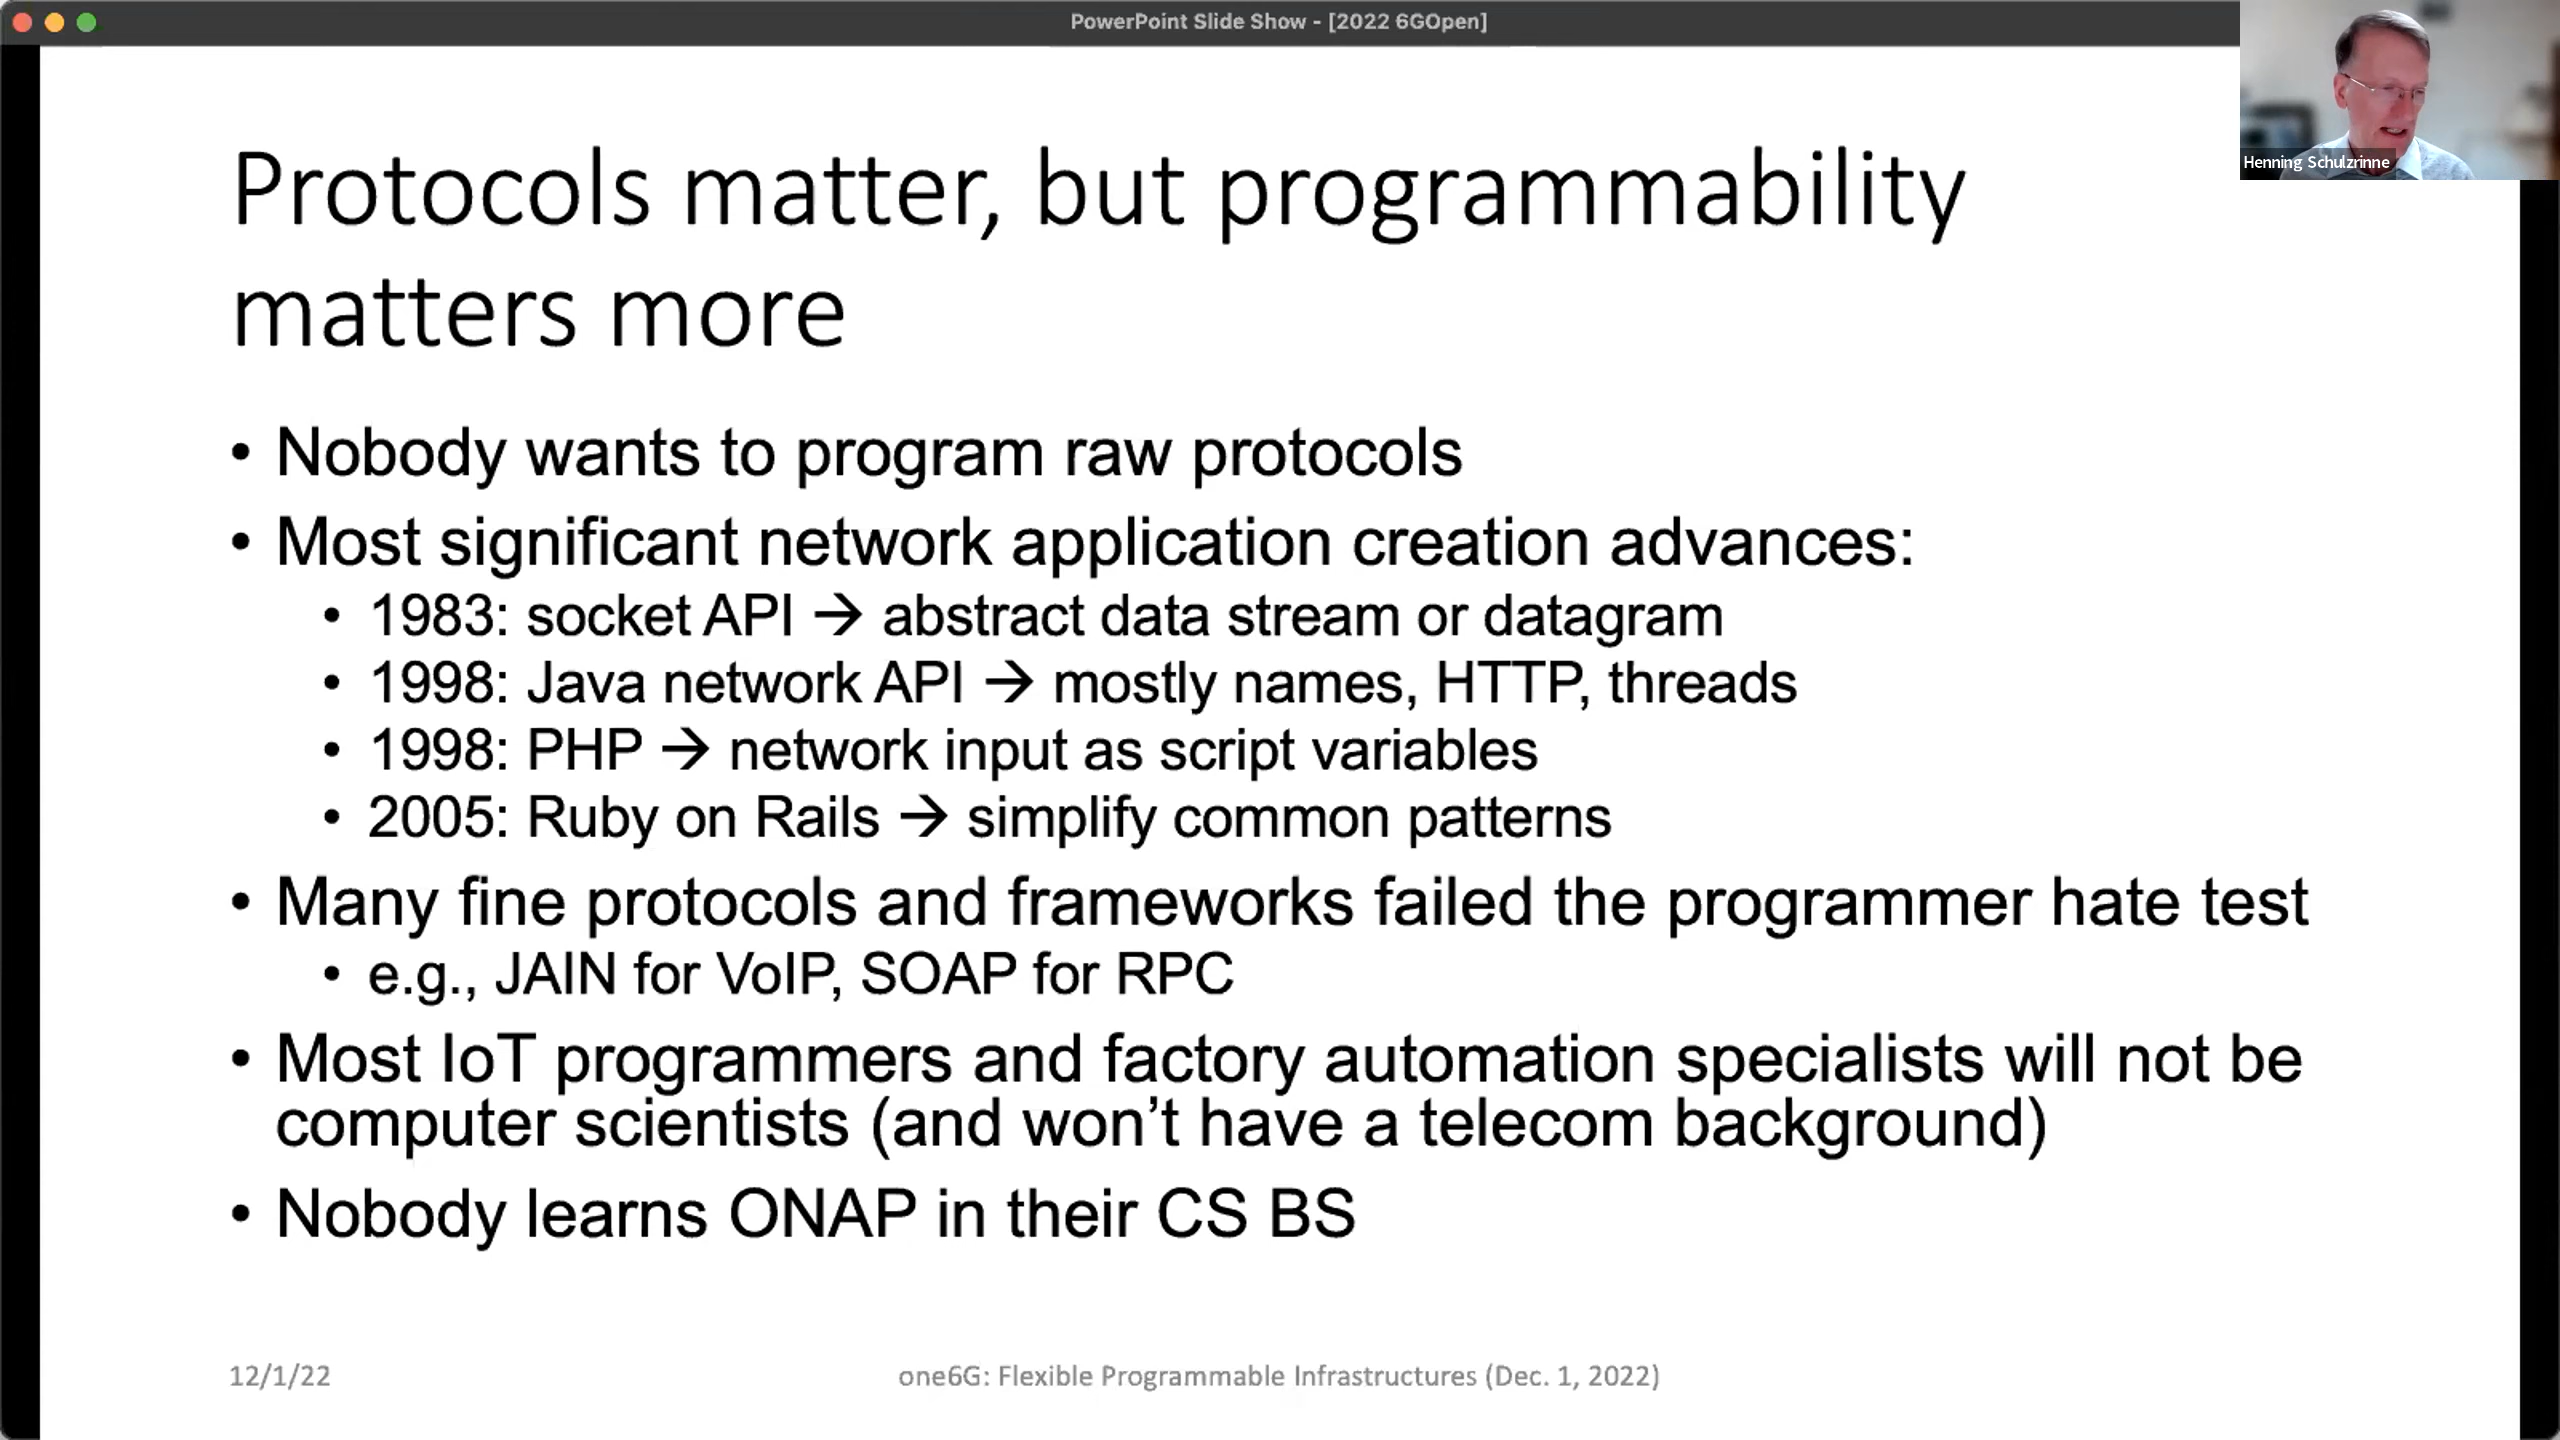 PowerPoint Slide Show - [2022 6GOpen]
Henning Schulzrinne
Protocols matter, but programmability
matters more
• Nobody wants to program raw protocols
• Most significant network application creation advances:
• 1983: socket API → abstract data stream or datagram
• 1998: Java network API → mostly names, HTTP, threads
• 1998: PHP → network input as script variables
• 2005: Ruby on Rails → simplify common patterns
• Many fine protocols and frameworks failed the programmer hate test
• e.g., JAIN for VoIP, SOAP for RPC
• Most IoT programmers and factory automation specialists will not be
computer scientists (and won’t have a telecom background)
• Nobody learns ONAP in their CS BS
12/1/22
one6G: Flexible Programmable Infrastructures (Dec. 1, 2022)